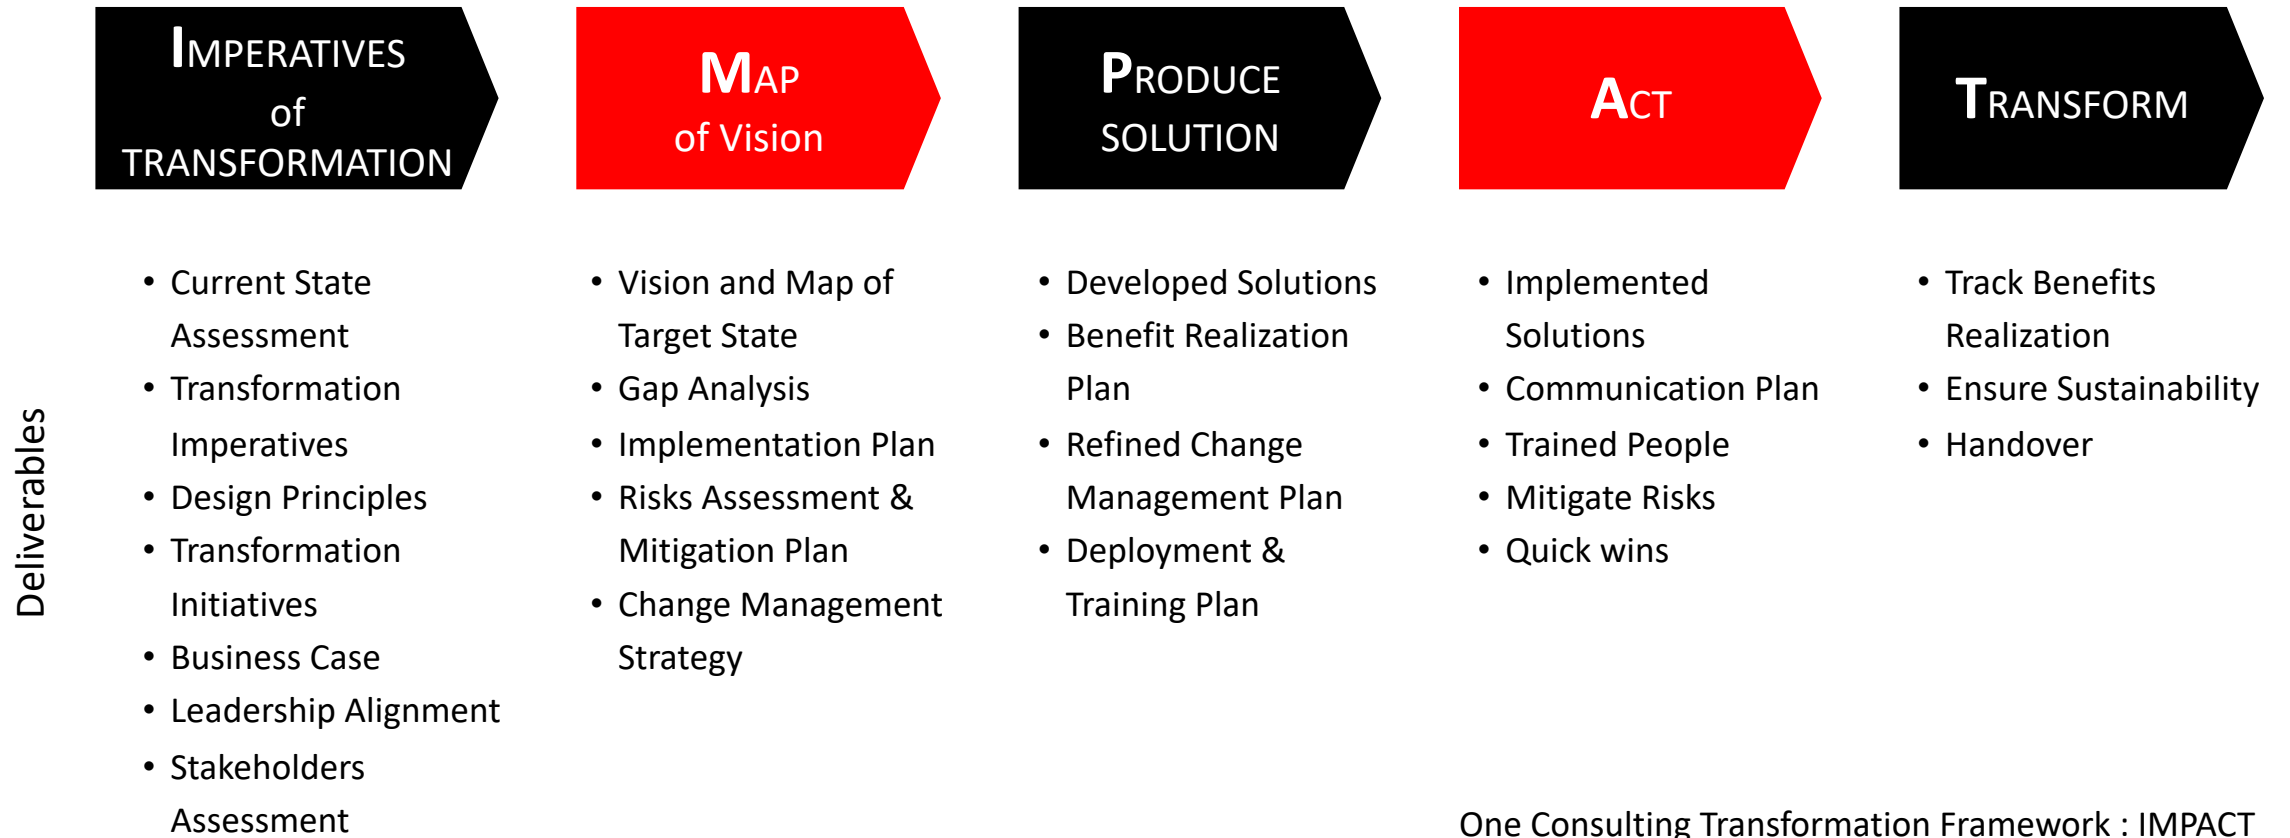 IMPERATIVES
of
TRANSFORMATION
MAP
of Vision
PRODUCE
SOLUTION
ACT
TRANSFORM
Deliverables
• Current State
Assessment
• Transformation
Imperatives
• Design Principles
• Transformation
Initiatives
• Business Case
• Leadership Alignment
• Stakeholders
Assessment
• Vision and Map of
Target State
• Gap Analysis
• Implementation Plan
• Risks Assessment &
Mitigation Plan
• Change Management
Strategy
• Developed Solutions
• Benefit Realization
Plan
• Refined Change
Management Plan
• Deployment &
Training Plan
• Implemented
Solutions
• Communication Plan
• Trained People
• Mitigate Risks
• Quick wins
• Track Benefits
Realization
• Ensure Sustainability
• Handover
One Consulting Transformation Framework : IMPACT